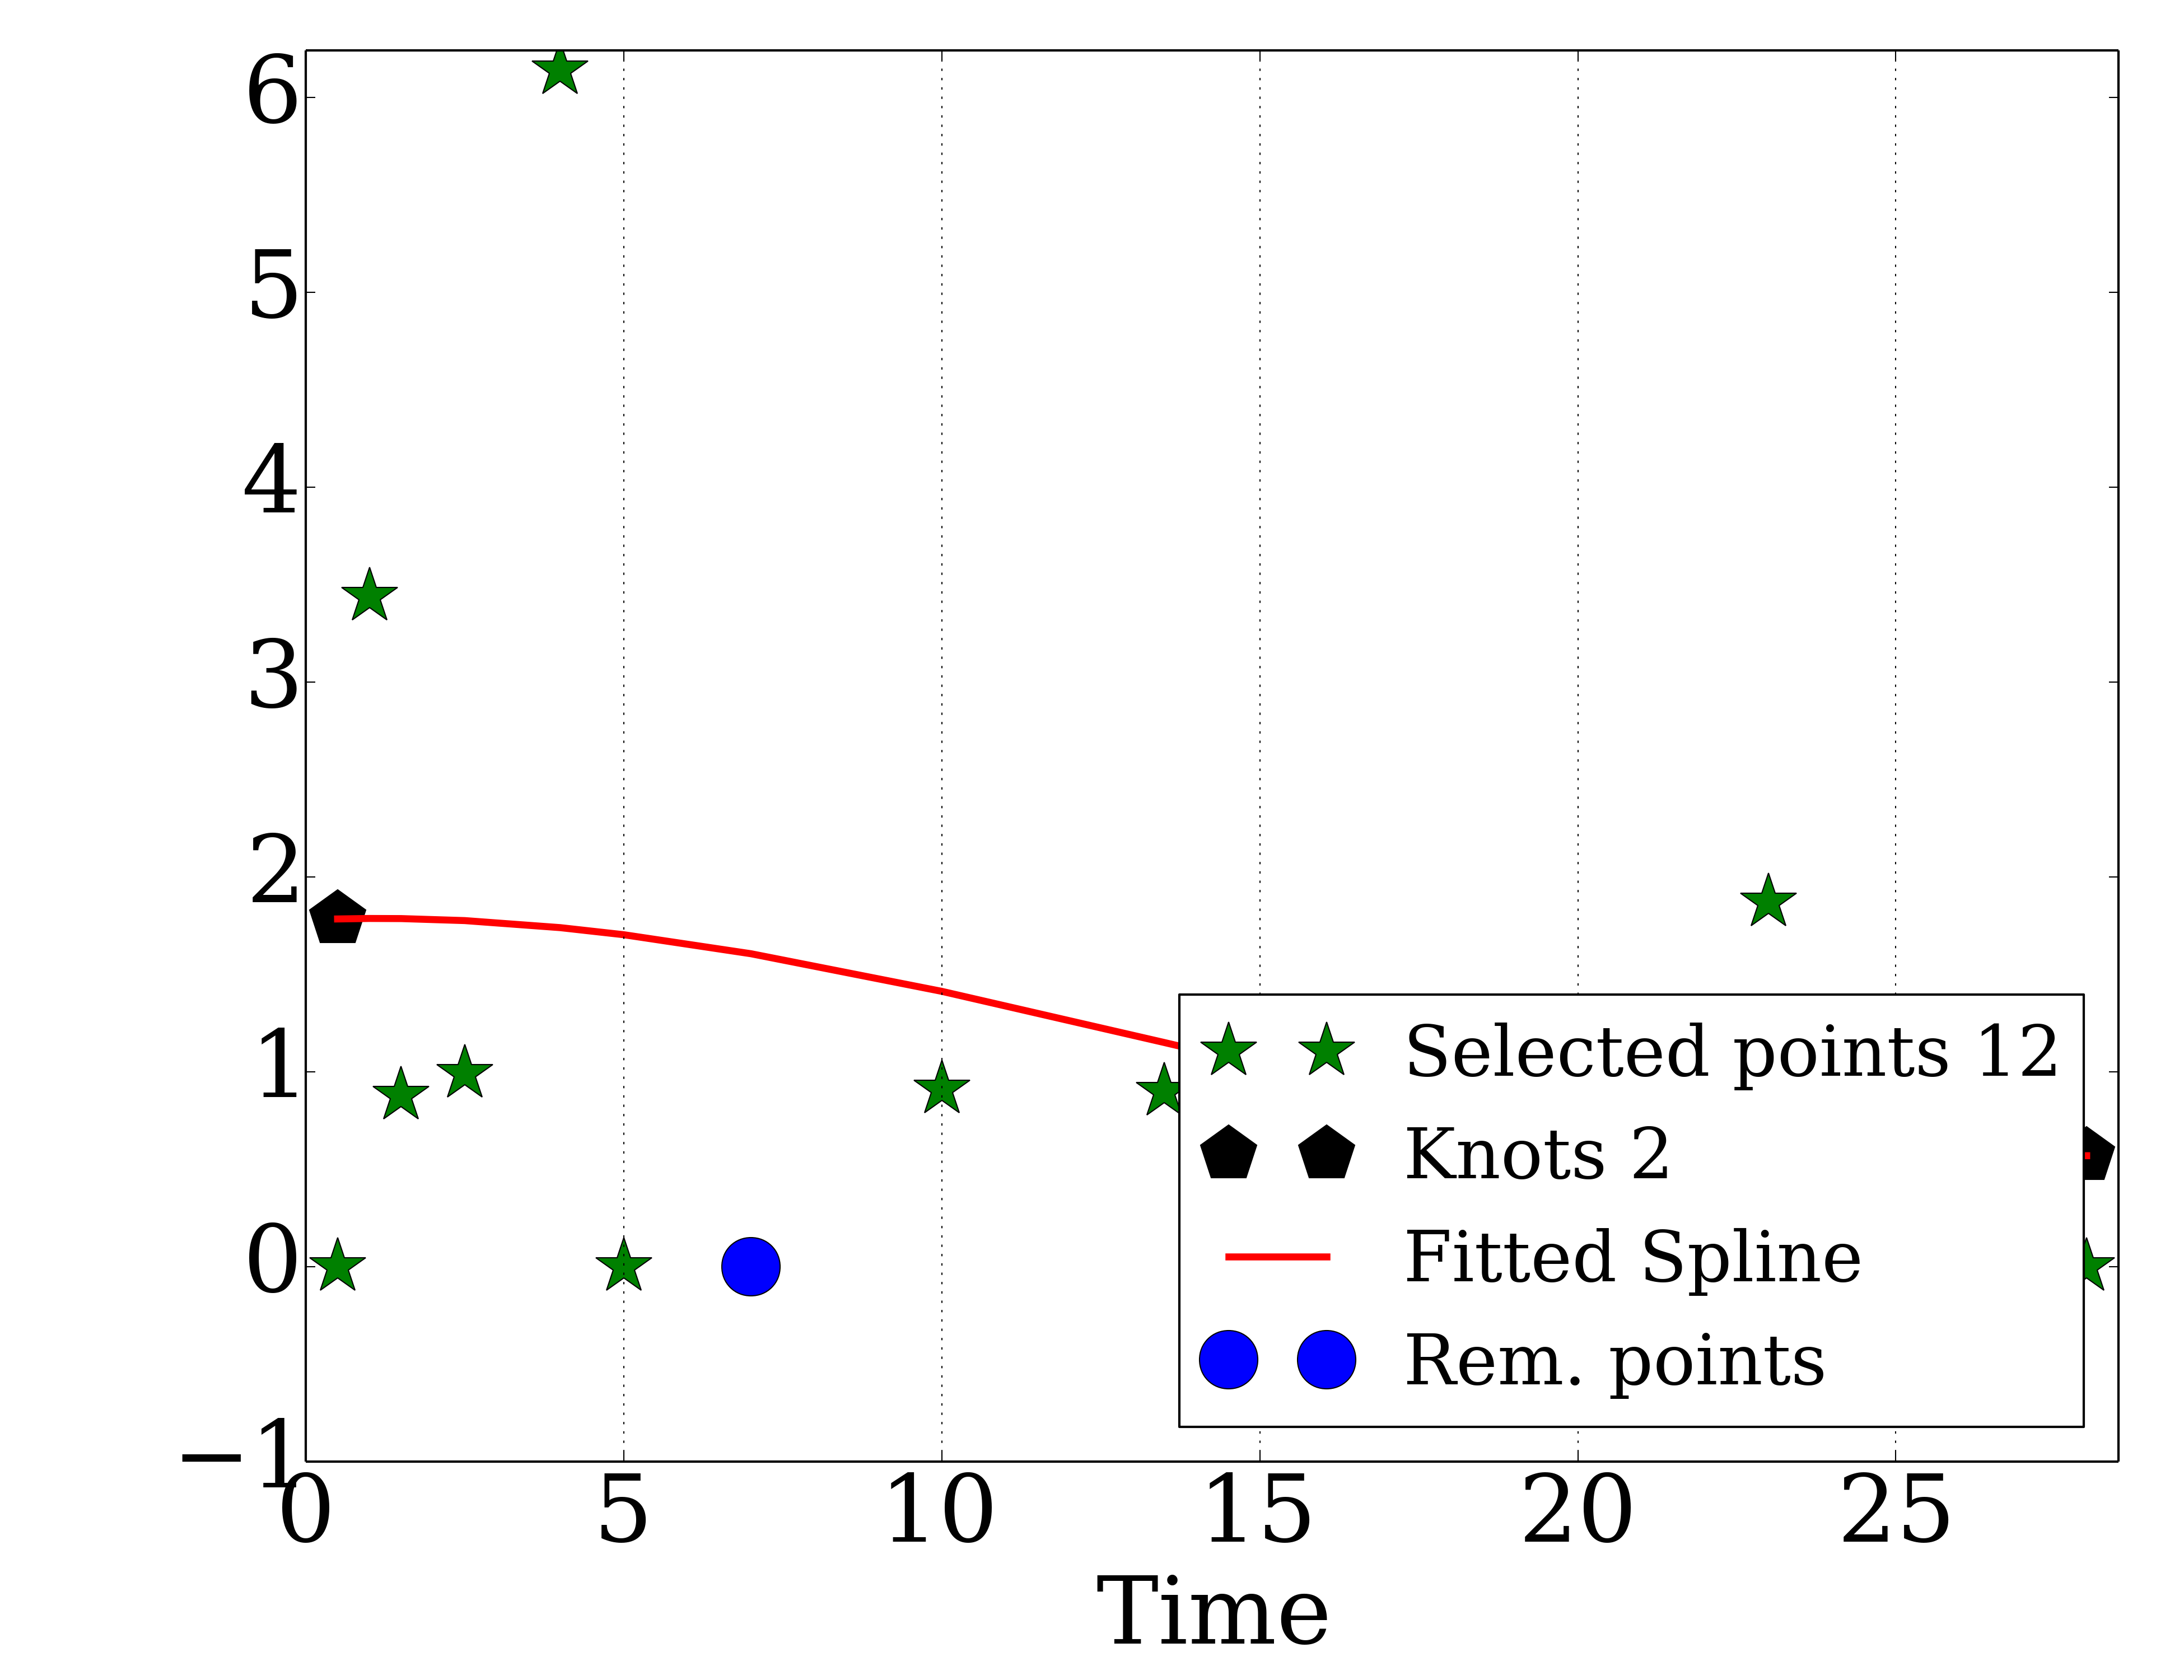 6
5
4
3
2
1
0
−1
0 5 10 15 20 25
Time
Selected points 12
Knots 2
Fitted Spline
Rem. points